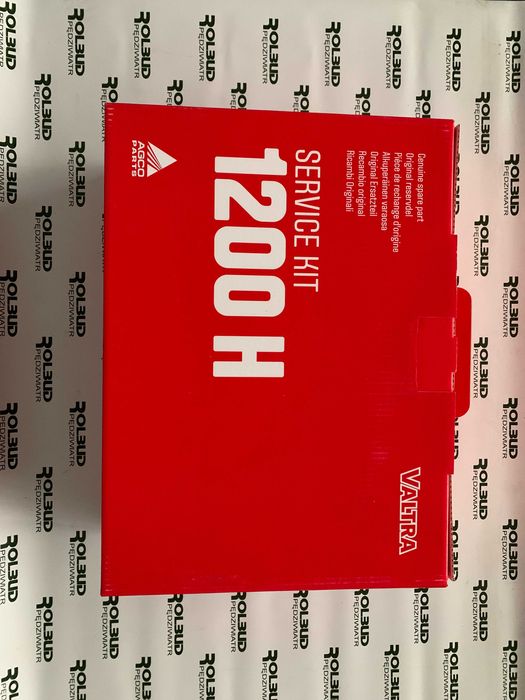 Genuine spare part
Original reservdel
Pièce de rechange d'origine
Alkuperäinen varaosa
Original Ersatzteil
Recambio original
Ricambi Originali
SERVICE KIT
1200 H
AGCO
PARTS
VALTRA
ROLBUD
PĘDZIWIATR